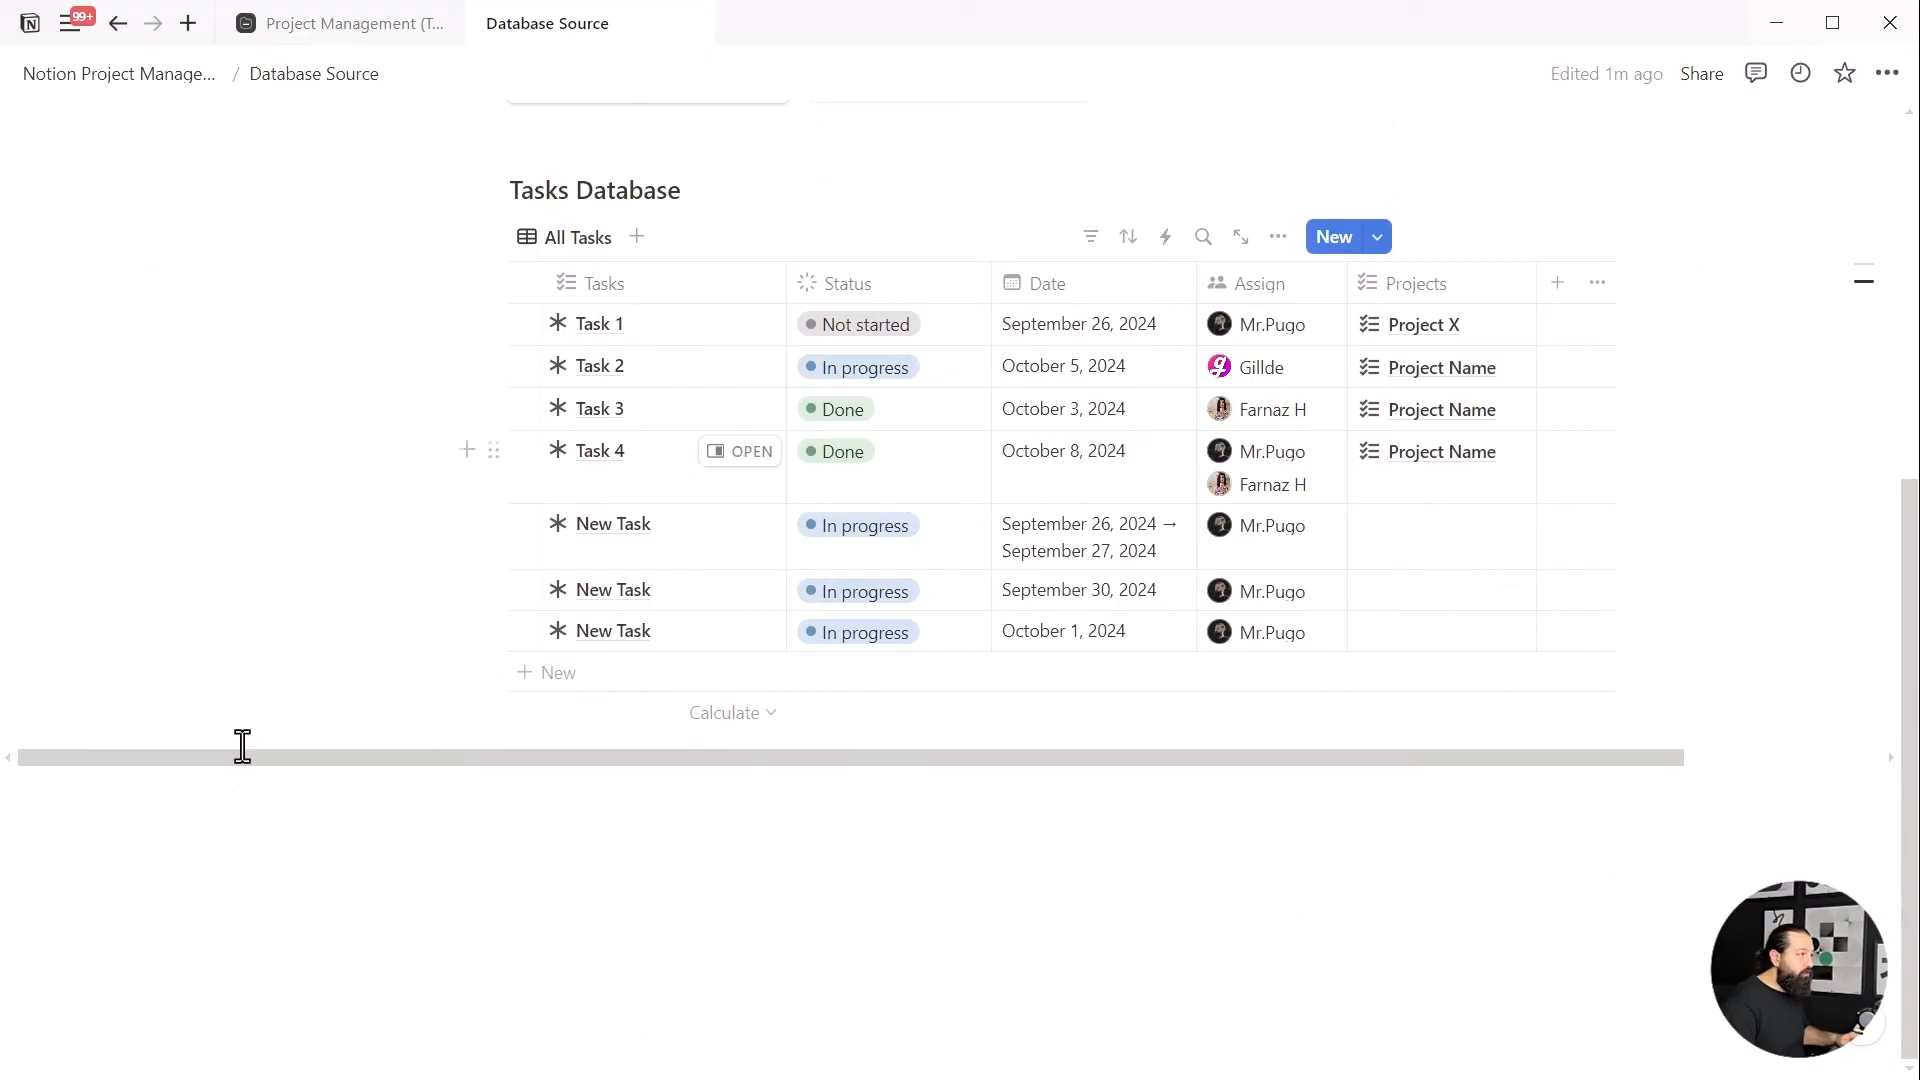 99+
Project Management (T...
Database Source
Notion Project Manage... / Database Source
Edited 1m ago
Share
Tasks Database
All Tasks
New
Tasks Status Date Assign Projects
Task 1 Not started September 26, 2024 Mr.Pugo Project X
Task 2 In progress October 5, 2024 Gillde Project Name
Task 3 Done October 3, 2024 Farnaz H Project Name
Task 4 OPEN Done October 8, 2024 Mr.Pugo Project Name
Farnaz H
New Task In progress September 26, 2024 → Mr.Pugo
September 27, 2024
New Task In progress September 30, 2024 Mr.Pugo
New Task In progress October 1, 2024 Mr.Pugo
+ New
Calculate